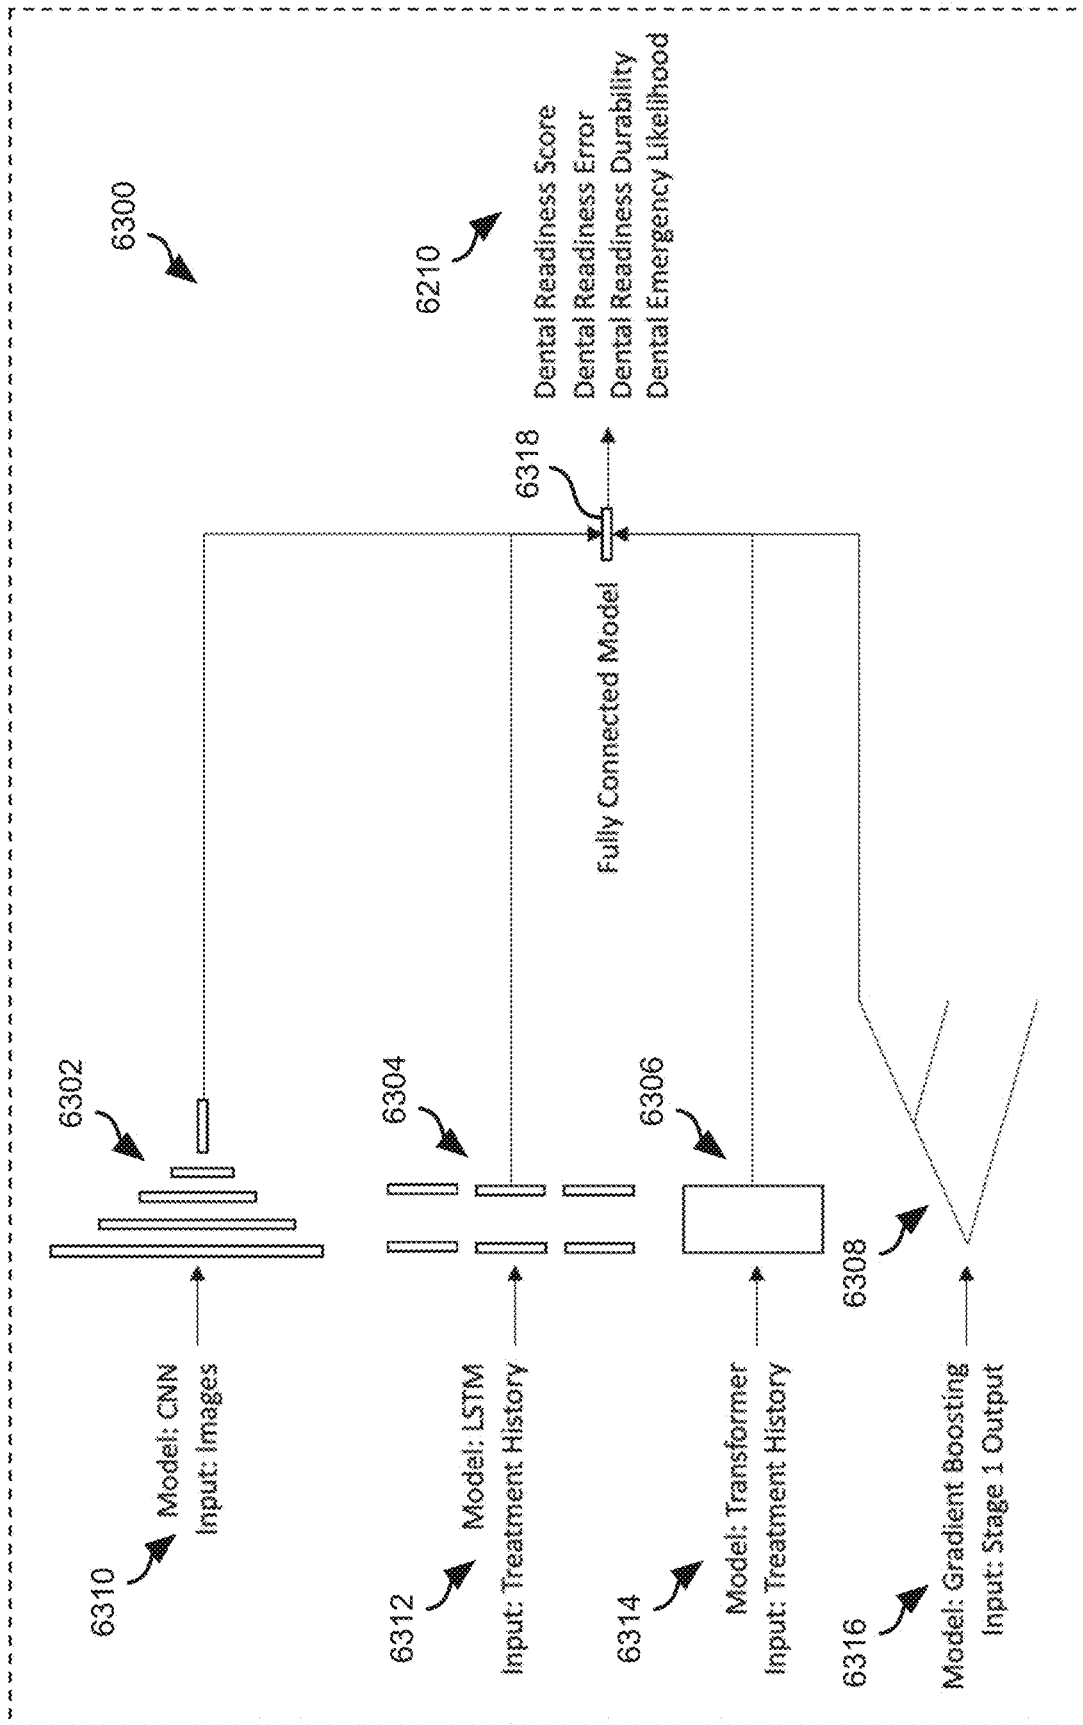 6300
6310
Model: CNN
Input: Images
6302
6312
Model: LSTM
Input: Treatment History
6304
6314
Model: Transformer
Input: Treatment History
6306
6316
Model: Gradient Boosting
Input: Stage 1 Output
6308
Fully Connected Model
6318
6210
Dental Readiness Score
Dental Readiness Error
Dental Readiness Durability
Dental Emergency Likelihood